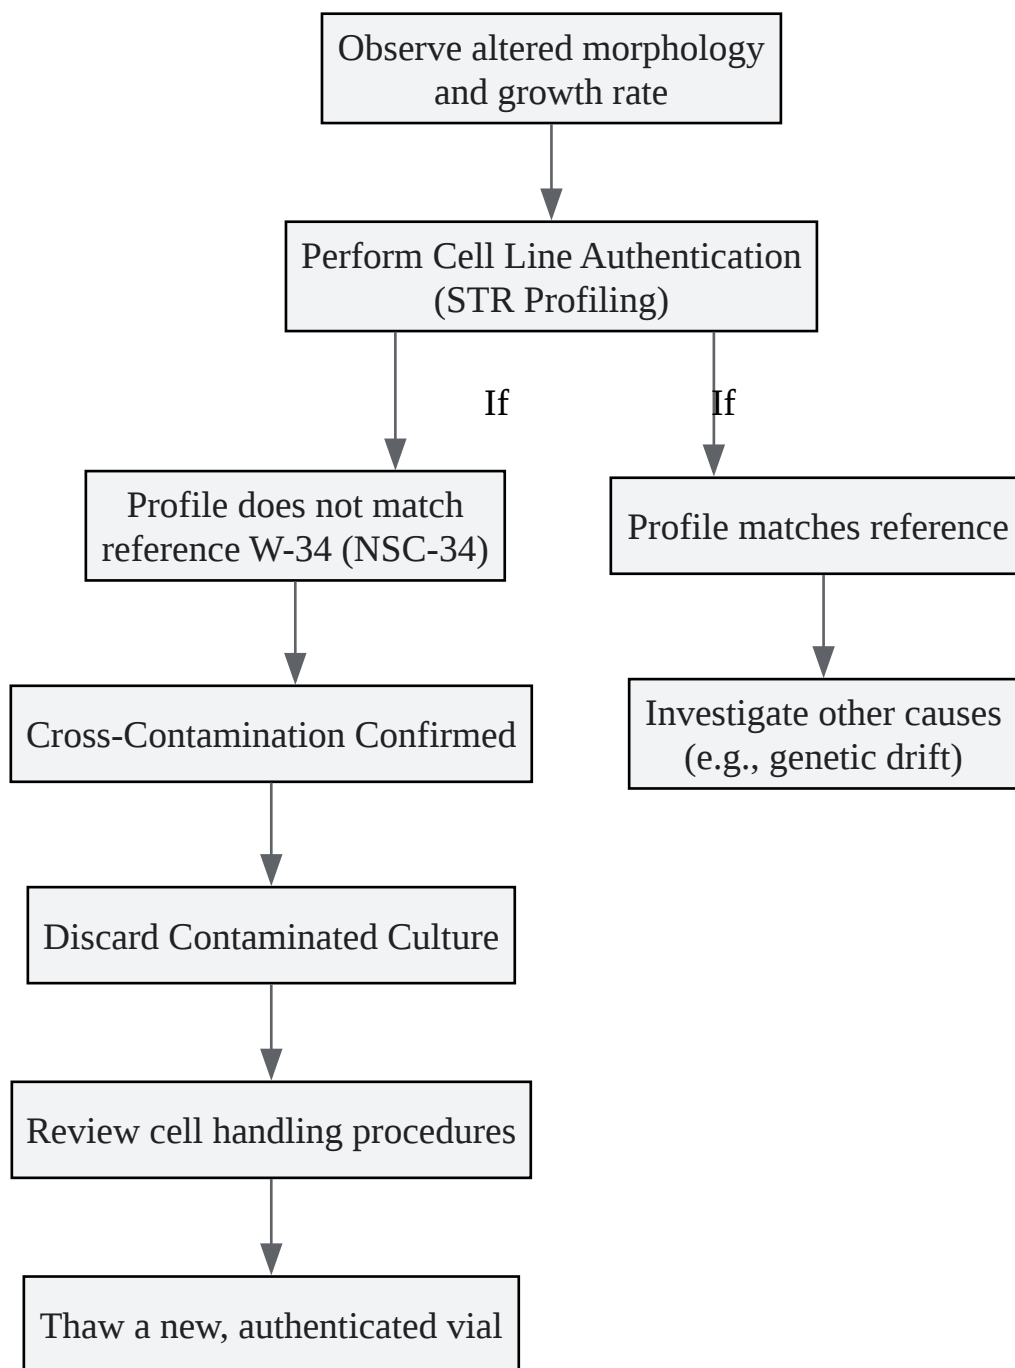 Observe altered morphology
and growth rate
Perform Cell Line Authentication
(STR Profiling)
If
If
Profile does not match
reference W-34 (NSC-34)
Profile matches reference
Cross-Contamination Confirmed
Investigate other causes
(e.g., genetic drift)
Discard Contaminated Culture
Review cell handling procedures
Thaw a new, authenticated vial